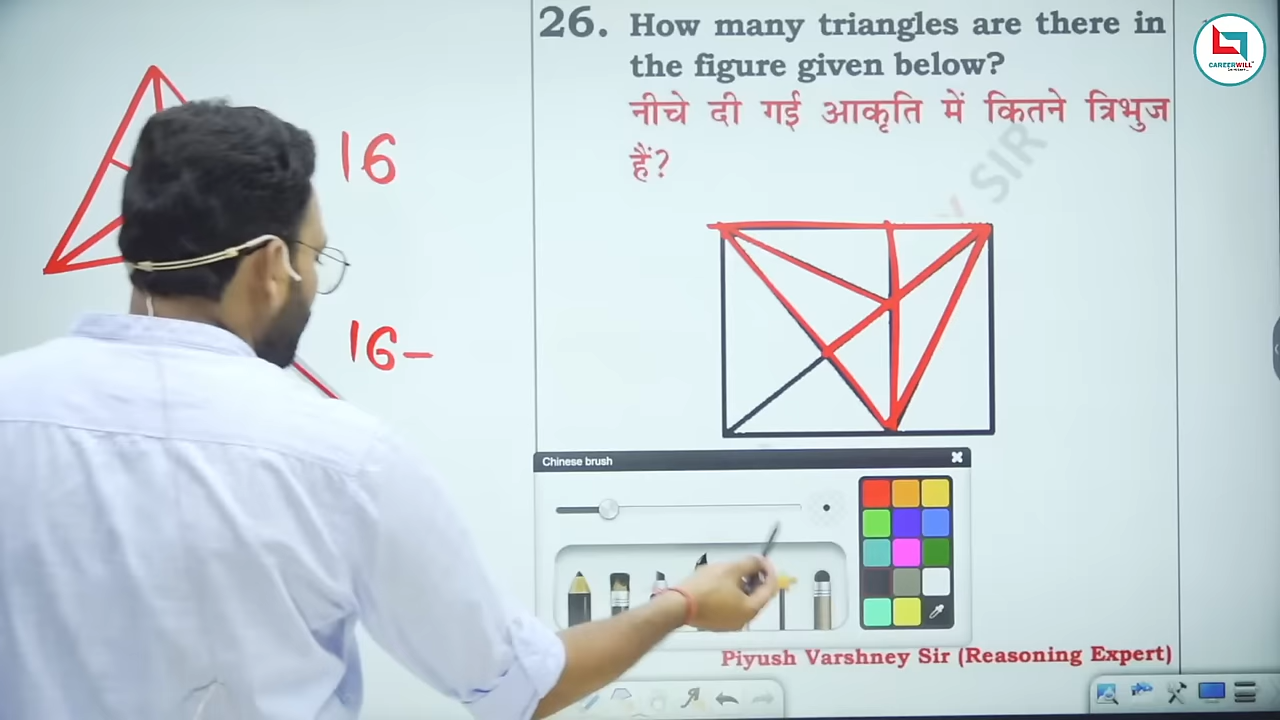 26. How many triangles are there in
the figure given below?
नीचे दी गई आकृति में कितने त्रिभुज
हैं?
SIR
CAREERWILL
16
16-
Chinese brush
Piyush Varshney Sir (Reasoning Expert)